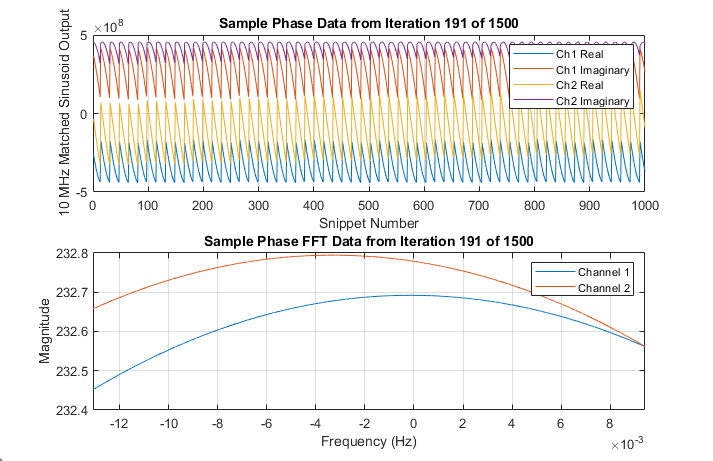 Sample Phase Data from Iteration 191 of 1500
×10^8
10 MHz Matched Sinusoid Output
5
0
-5
Ch1 Real
Ch1 Imaginary
Ch2 Real
Ch2 Imaginary
0 100 200 300 400 500 600 700 800 900 1000
Snippet Number
Sample Phase FFT Data from Iteration 191 of 1500
Magnitude
232.8
232.7
232.6
232.5
232.4
Channel 1
Channel 2
-12 -10 -8 -6 -4 -2 0 2 4 6 8
Frequency (Hz)
×10^-3